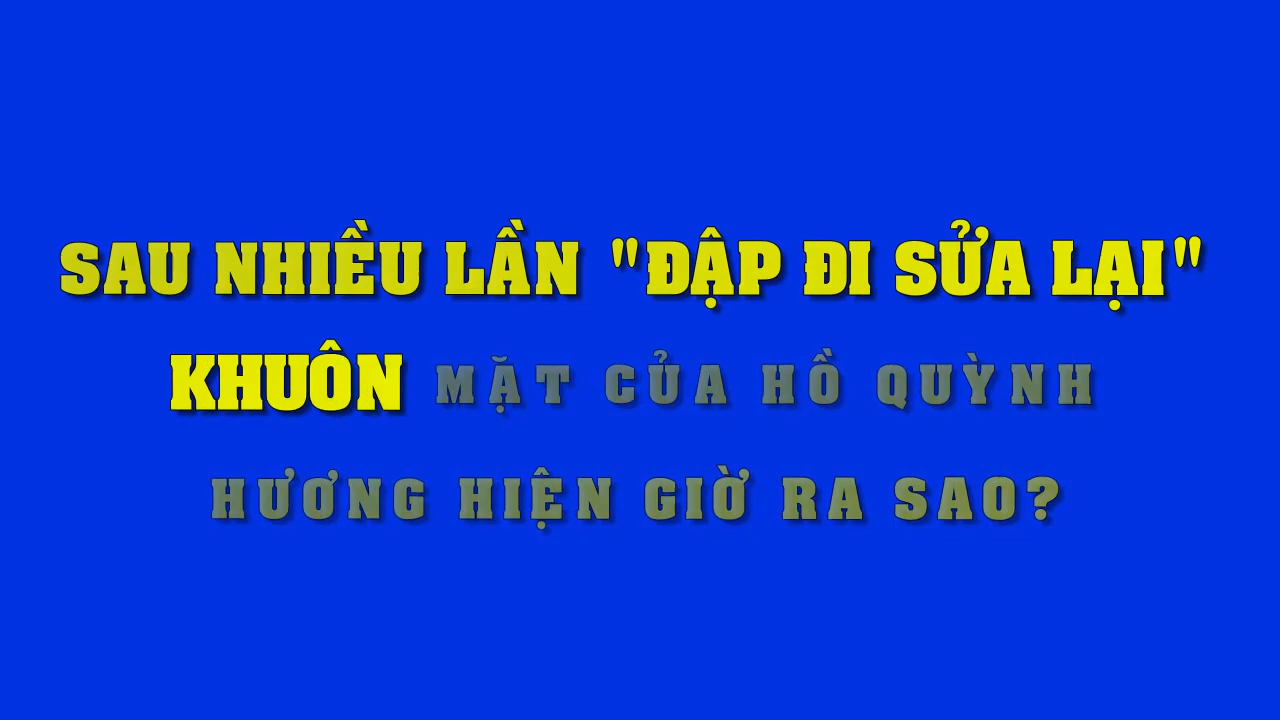 SAU NHIỀU LẦN "ĐẬP ĐI SỬA LẠI"
KHUÔN MẶT CỦA HỒ QUỲNH
HƯƠNG HIỆN GIỜ RA SAO?